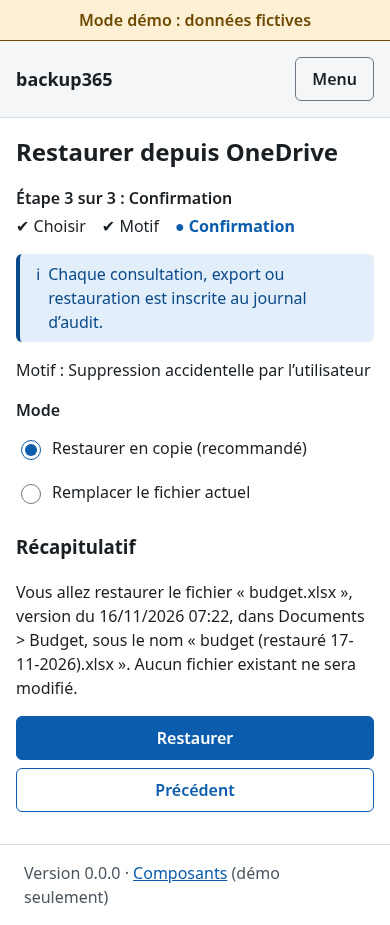 Mode démo : données fictives
backup365
Menu
Restaurer depuis OneDrive
Étape 3 sur 3 : Confirmation
✔ Choisir ✔ Motif ● Confirmation
i Chaque consultation, export ou
restauration est inscrite au journal
d’audit.
Motif : Suppression accidentelle par l’utilisateur
Mode
Restaurer en copie (recommandé)
Remplacer le fichier actuel
Récapitulatif
Vous allez restaurer le fichier « budget.xlsx »,
version du 16/11/2026 07:22, dans Documents
> Budget, sous le nom « budget (restauré 17-
11-2026).xlsx ». Aucun fichier existant ne sera
modifié.
Restaurer
Précédent
Version 0.0.0 · Composants (démo
seulement)